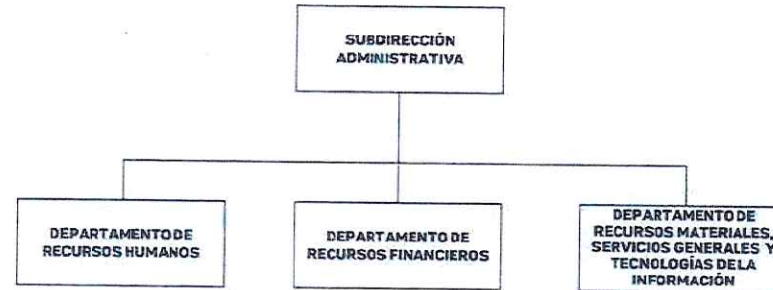 SUBDIRECCIÓN
ADMINISTRATIVA
DEPARTAMENTO DE
RECURSOS HUMANOS
DEPARTAMENTO DE
RECURSOS FINANCIEROS
DEPARTAMENTO DE
RECURSOS MATERIALES,
SERVICIOS GENERALES Y
TECNOLOGÍAS DE LA
INFORMACIÓN